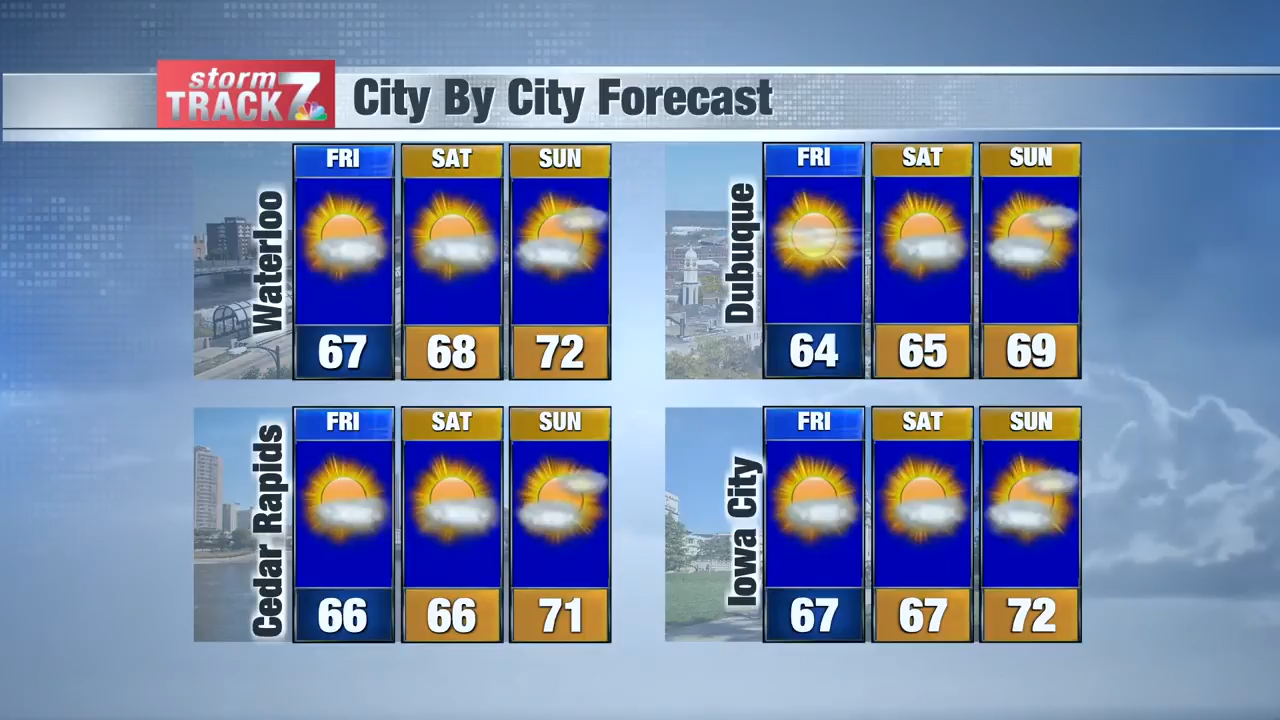 storm
TRACK 7
City By City Forecast
Waterloo
FRI SAT SUN
67 68 72
Dubuque
FRI SAT SUN
64 65 69
Cedar Rapids
FRI SAT SUN
66 66 71
Iowa City
FRI SAT SUN
67 67 72